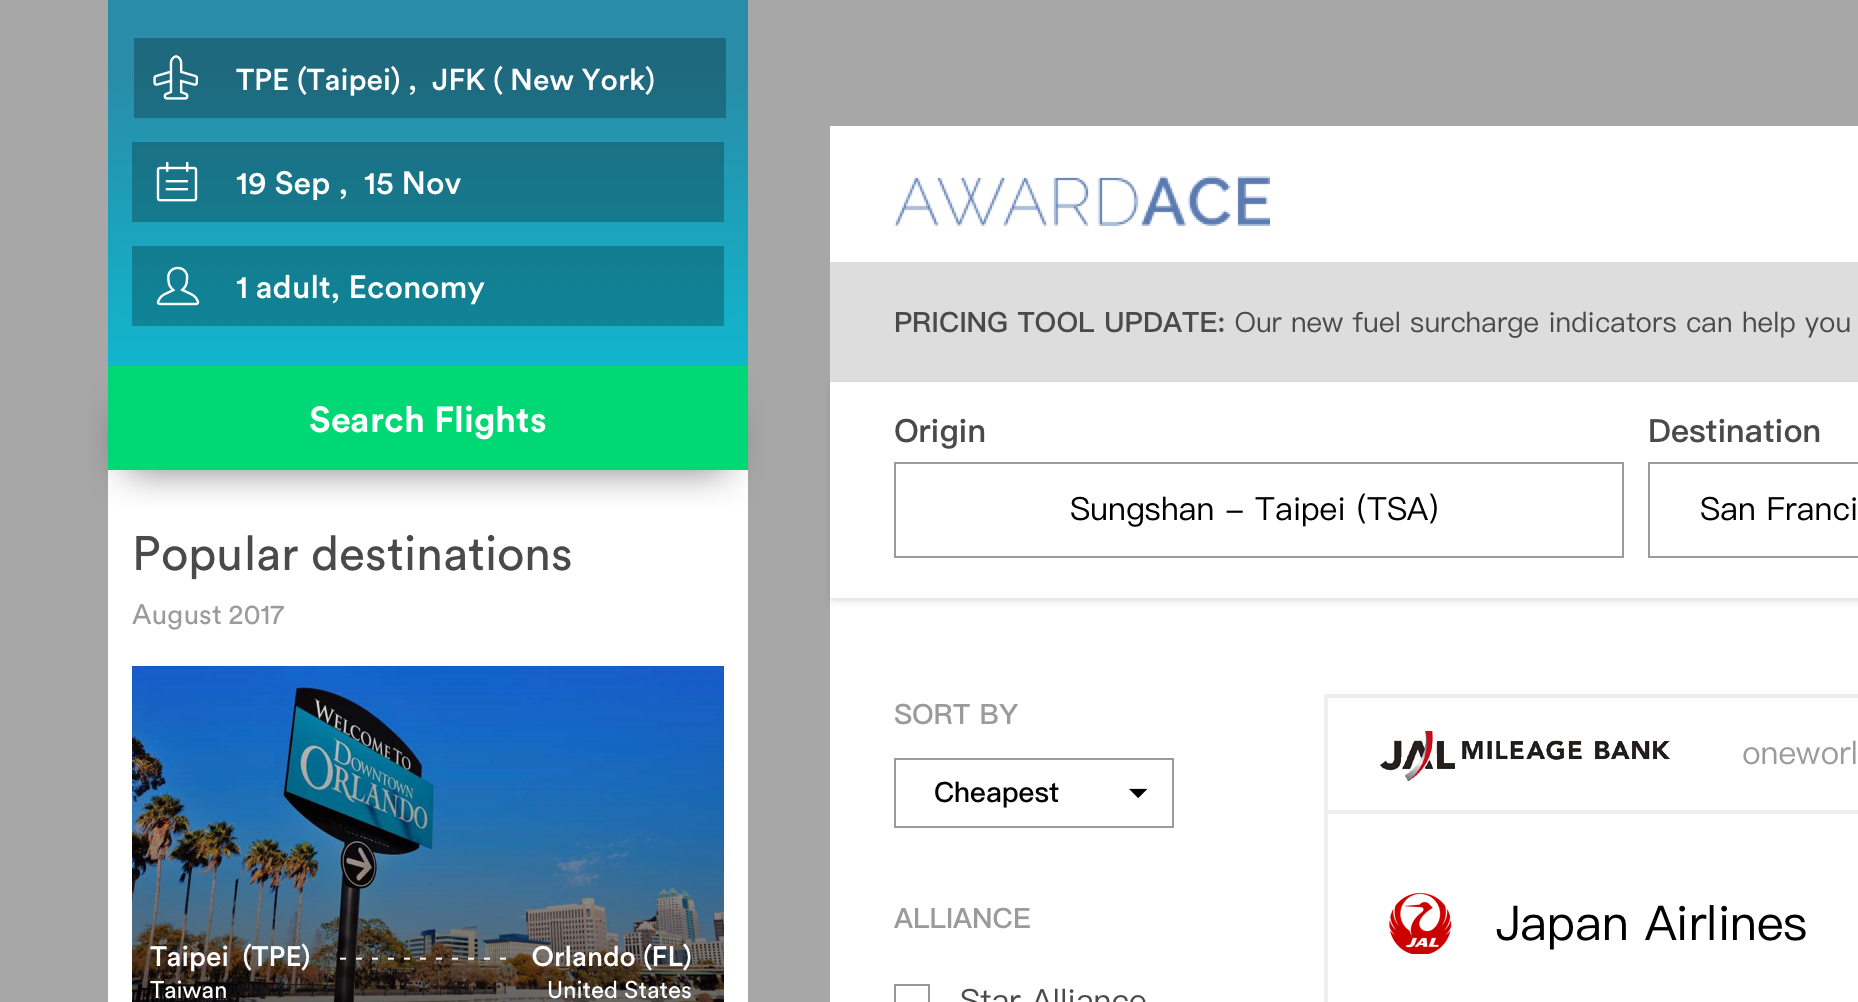 TPE (Taipei) ,  JFK ( New York)
19 Sep ,  15 Nov
1 adult, Economy
Search Flights
Popular destinations
August 2017
WELCOME TO
DOWNTOWN
ORLANDO
Taipei  (TPE)
Orlando (FL)
Taiwan
United States
AWARDACE
PRICING TOOL UPDATE: Our new fuel surcharge indicators can help you
Origin
Destination
Sungshan – Taipei (TSA)
San Franci
SORT BY
Cheapest
JAL MILEAGE BANK
oneworl
JAL
Japan Airlines
ALLIANCE
Star Alliance